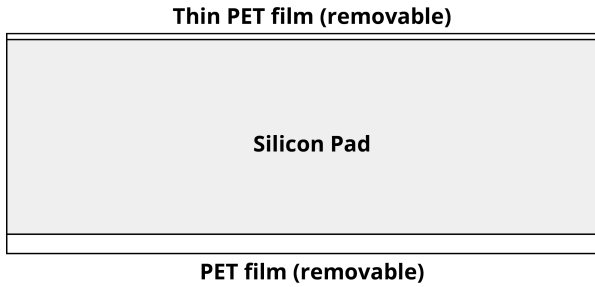 Thin PET film (removable)
Silicon Pad
PET film (removable)